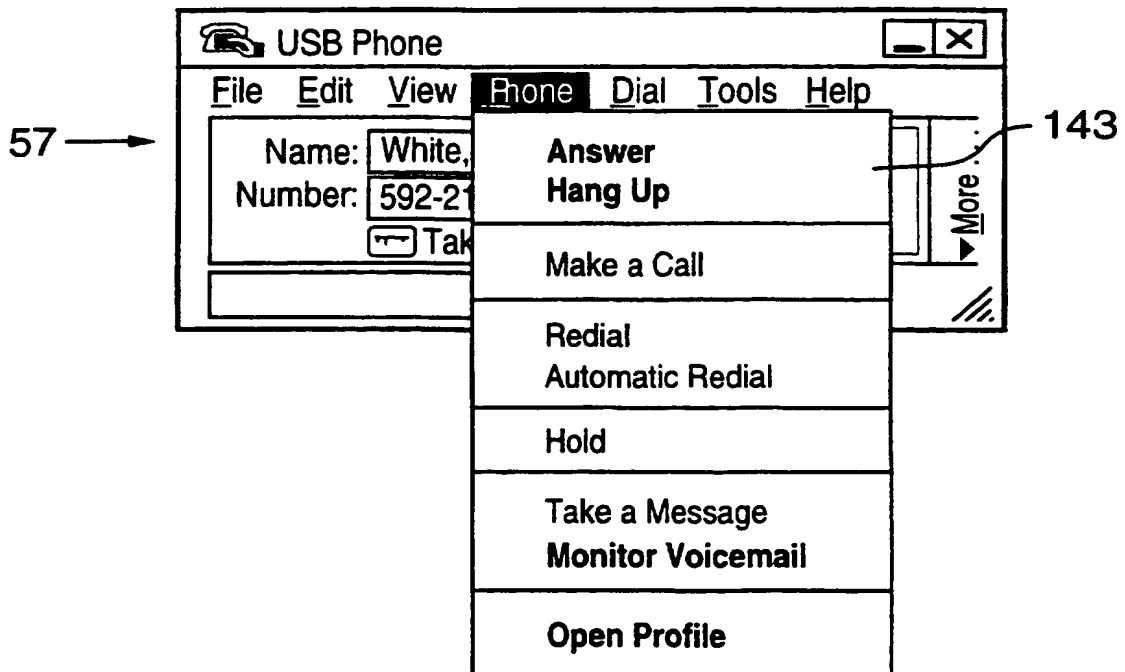 USB Phone
File Edit View Phone Dial Tools Help
57
143
Name: White,
Number: 592-21
Tak
More...
Answer
Hang Up
Make a Call
Redial
Automatic Redial
Hold
Take a Message
Monitor Voicemail
Open Profile